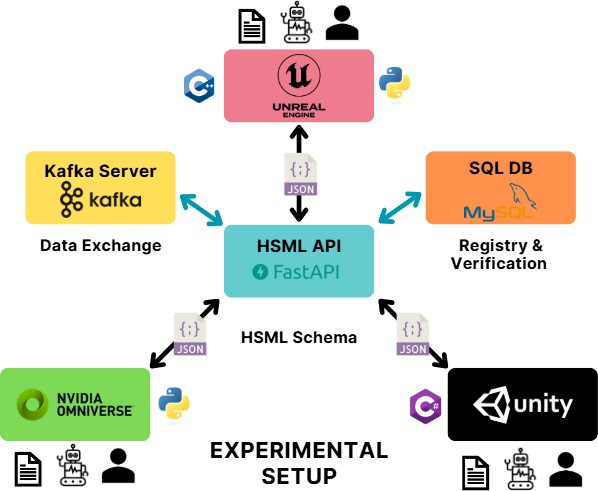 UNREAL
ENGINE
C++
{;}
JSON
Kafka Server
kafka
Data Exchange
SQL DB
MySQL
Registry &
Verification
HSML API
FastAPI
HSML Schema
{;}
JSON
{;}
JSON
NVIDIA
OMNIVERSE
C#
unity
EXPERIMENTAL
SETUP